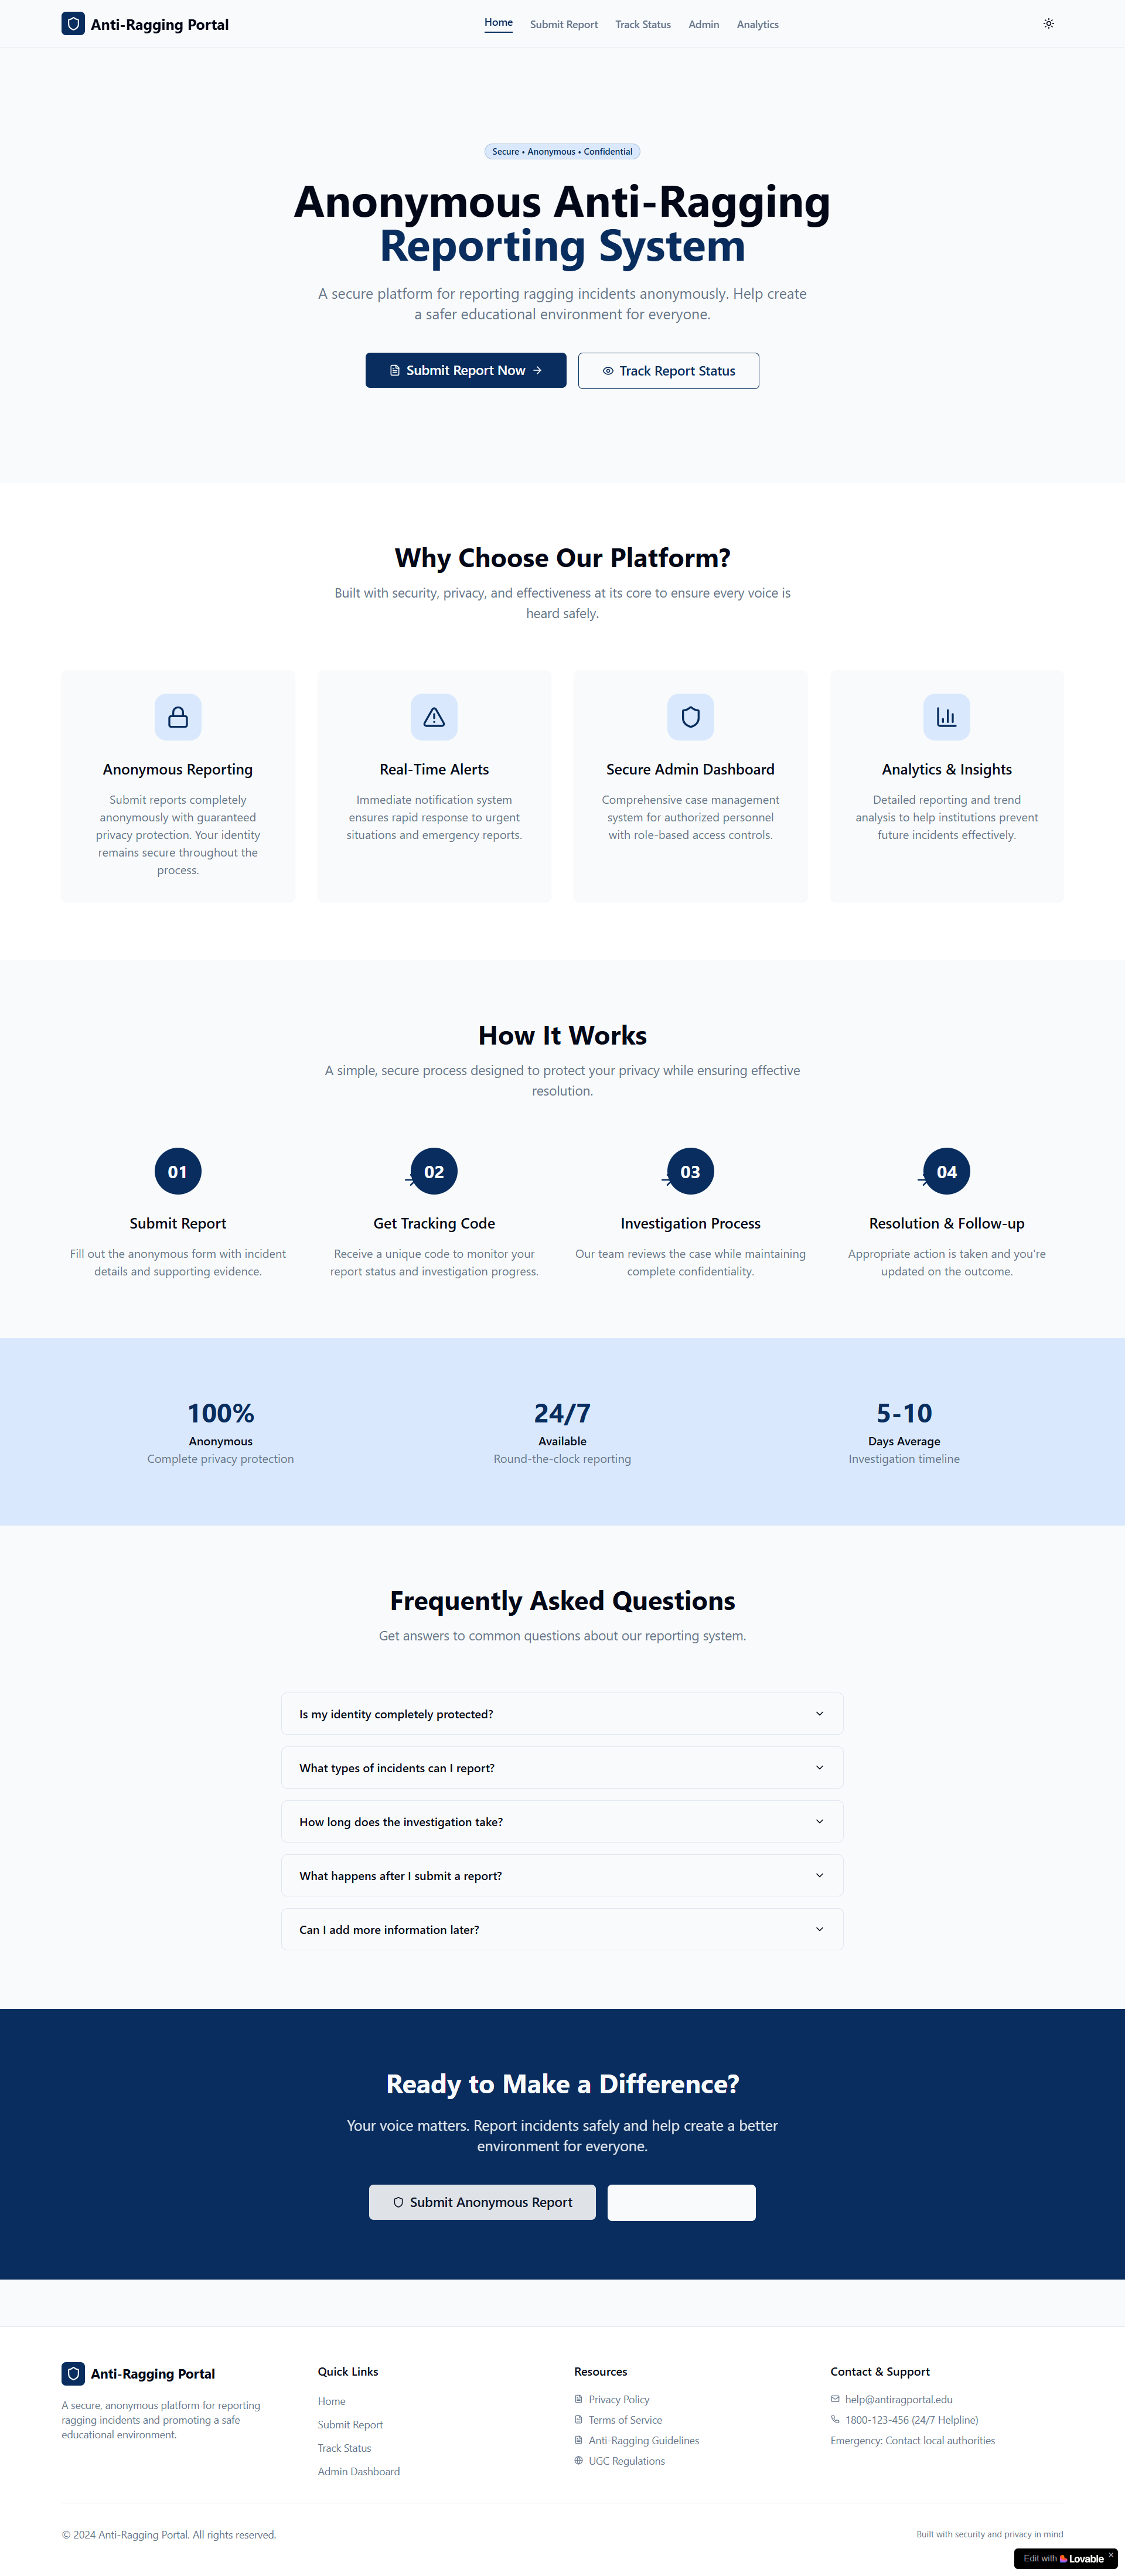 Anti-Ragging Portal
Home
Submit Report
Track Status
Admin
Analytics
Secure • Anonymous • Confidential
Anonymous Anti-Ragging
Reporting System
A secure platform for reporting ragging incidents anonymously. Help create
a safer educational environment for everyone.
Submit Report Now
Track Report Status
Why Choose Our Platform?
Built with security, privacy, and effectiveness at its core to ensure every voice is
heard safely.
Anonymous Reporting
Submit reports completely
anonymously with guaranteed
privacy protection. Your identity
remains secure throughout the
process.
Real-Time Alerts
Immediate notification system
ensures rapid response to urgent
situations and emergency reports.
Secure Admin Dashboard
Comprehensive case management
system for authorized personnel
with role-based access controls.
Analytics & Insights
Detailed reporting and trend
analysis to help institutions prevent
future incidents effectively.
How It Works
A simple, secure process designed to protect your privacy while ensuring effective
resolution.
01
Submit Report
Fill out the anonymous form with incident
details and supporting evidence.
02
Get Tracking Code
Receive a unique code to monitor your
report status and investigation progress.
03
Investigation Process
Our team reviews the case while maintaining
complete confidentiality.
04
Resolution & Follow-up
Appropriate action is taken and you're
updated on the outcome.
100%
Anonymous
Complete privacy protection
24/7
Available
Round-the-clock reporting
5-10
Days Average
Investigation timeline
Frequently Asked Questions
Get answers to common questions about our reporting system.
Is my identity completely protected?
What types of incidents can I report?
How long does the investigation take?
What happens after I submit a report?
Can I add more information later?
Ready to Make a Difference?
Your voice matters. Report incidents safely and help create a better
environment for everyone.
Submit Anonymous Report
Anti-Ragging Portal
A secure, anonymous platform for reporting
ragging incidents and promoting a safe
educational environment.
Quick Links
Home
Submit Report
Track Status
Admin Dashboard
Resources
Privacy Policy
Terms of Service
Anti-Ragging Guidelines
UGC Regulations
Contact & Support
help@antiragportal.edu
1800-123-456 (24/7 Helpline)
Emergency: Contact local authorities
© 2024 Anti-Ragging Portal. All rights reserved.
Built with security and privacy in mind
Edit with Lovable